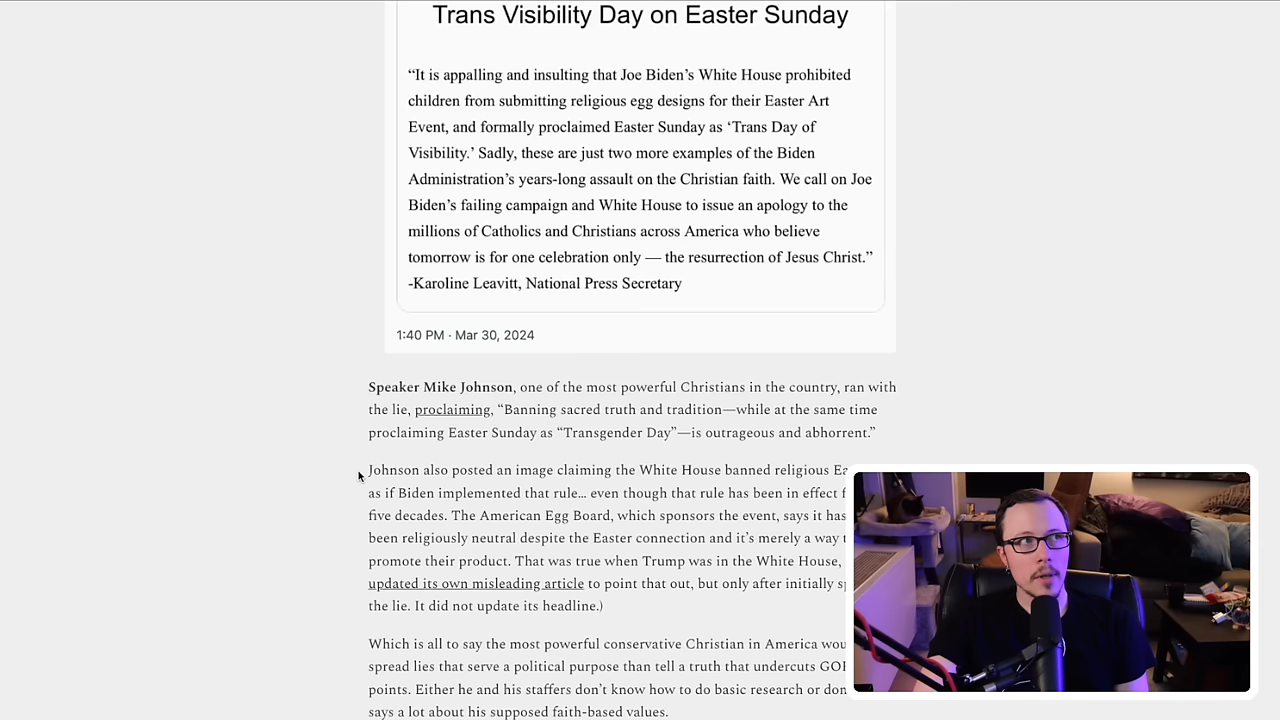 Trans Visibility Day on Easter Sunday
“It is appalling and insulting that Joe Biden’s White House prohibited
children from submitting religious egg designs for their Easter Art
Event, and formally proclaimed Easter Sunday as ‘Trans Day of
Visibility.’ Sadly, these are just two more examples of the Biden
Administration’s years-long assault on the Christian faith. We call on Joe
Biden’s failing campaign and White House to issue an apology to the
millions of Catholics and Christians across America who believe
tomorrow is for one celebration only — the resurrection of Jesus Christ.”
-Karoline Leavitt, National Press Secretary
1:40 PM · Mar 30, 2024
Speaker Mike Johnson, one of the most powerful Christians in the country, ran with
the lie, proclaiming, “Banning sacred truth and tradition—while at the same time
proclaiming Easter Sunday as “Transgender Day”—is outrageous and abhorrent.”
Johnson also posted an image claiming the White House banned religious
as if Biden implemented that rule… even though that rule has been in effect
five decades. The American Egg Board, which sponsors the event, says it has
been religiously neutral despite the Easter connection and it’s merely a way
promote their product. That was true when Trump was in the White House,
updated its own misleading article to point that out, but only after initially
the lie. It did not update its headline.)
Which is all to say the most powerful conservative Christian in America
spread lies that serve a political purpose than tell a truth that undercuts
points. Either he and his staffers don’t know how to do basic research or
says a lot about his supposed faith-based values.